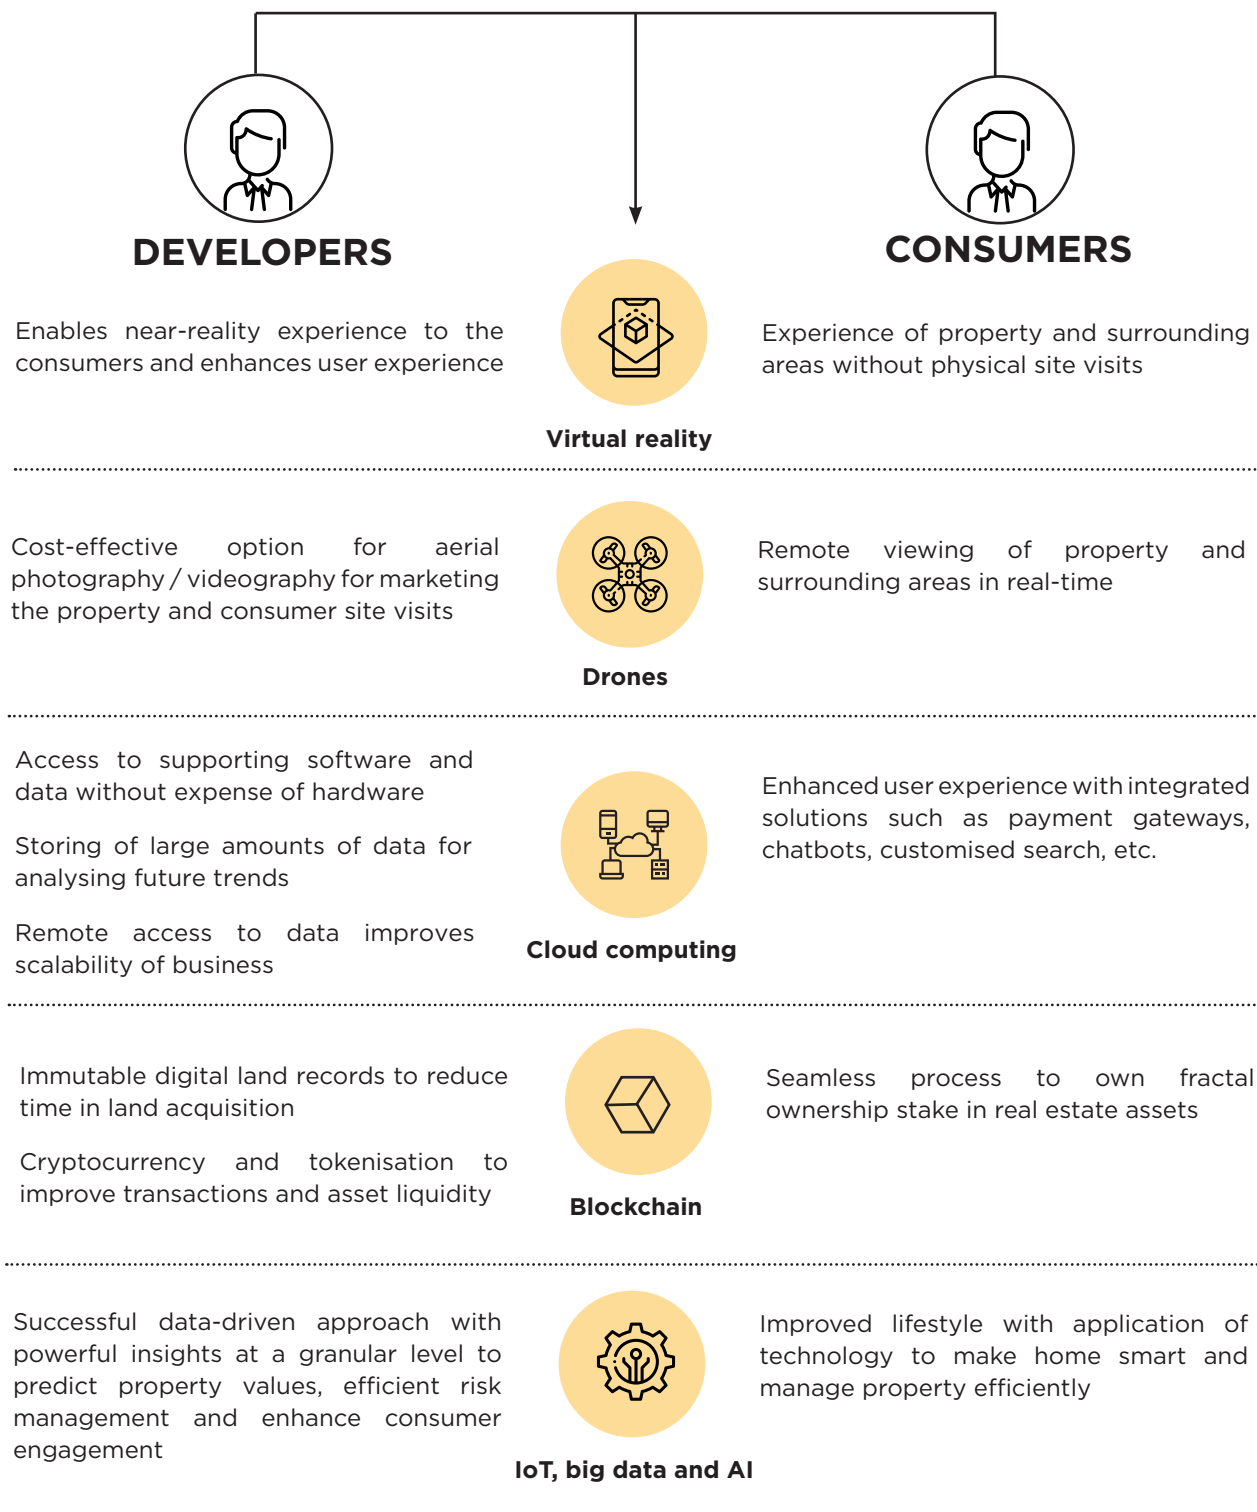 DEVELOPERS
CONSUMERS
Enables near-reality experience to the
consumers and enhances user experience
Experience of property and surrounding
areas without physical site visits
Virtual reality
Cost-effective option for aerial
photography / videography for marketing
the property and consumer site visits
Remote viewing of property and
surrounding areas in real-time
Drones
Access to supporting software and
data without expense of hardware
Storing of large amounts of data for
analysing future trends
Remote access to data improves
scalability of business
Enhanced user experience with integrated
solutions such as payment gateways,
chatbots, customised search, etc.
Cloud computing
Immutable digital land records to reduce
time in land acquisition
Cryptocurrency and tokenisation to
improve transactions and asset liquidity
Seamless process to own fractal
ownership stake in real estate assets
Blockchain
Successful data-driven approach with
powerful insights at a granular level to
predict property values, efficient risk
management and enhance consumer
engagement
Improved lifestyle with application of
technology to make home smart and
manage property efficiently
IoT, big data and AI